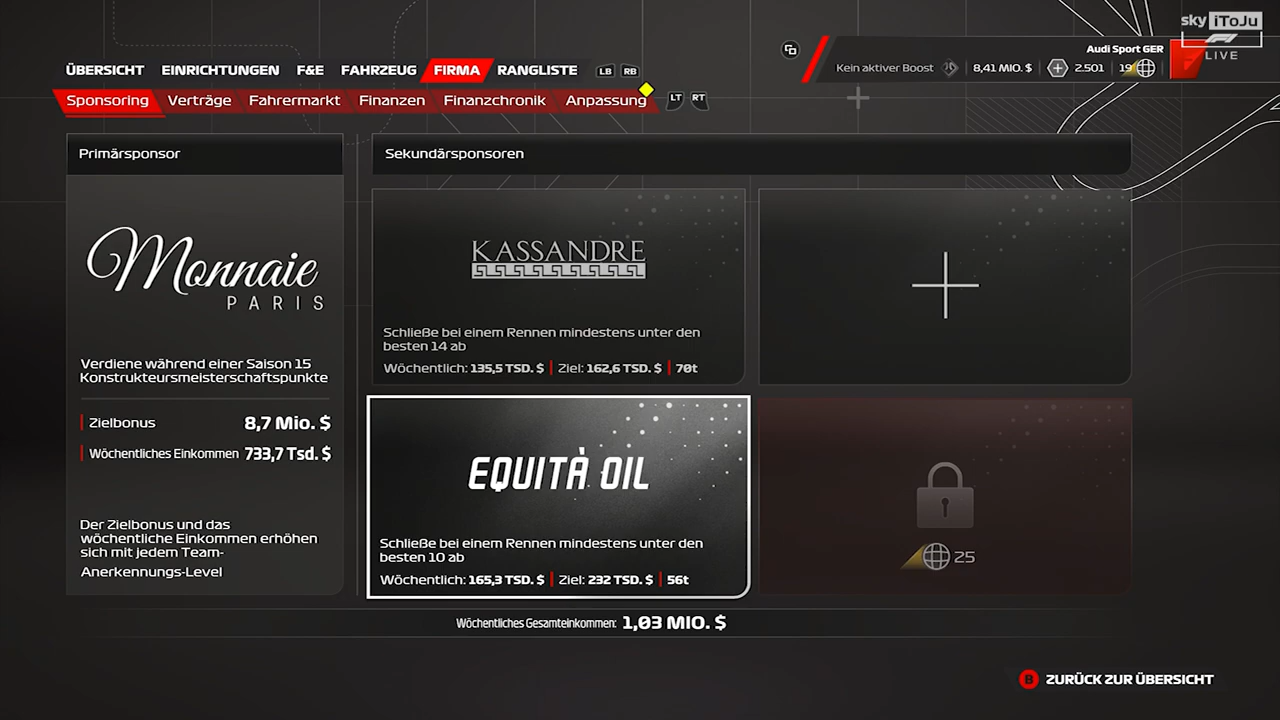 sky iToJu
LIVE
Audi Sport GER
Kein aktiver Boost 8,41 MIO. $ 2.501 19
ÜBERSICHT EINRICHTUNGEN F&E FAHRZEUG FIRMA RANGLISTE LB RB
Sponsoring Verträge Fahrermarkt Finanzen Finanzchronik Anpassung LT RT
Primärsponsor
Monnaie
PARIS
Verdiene während einer Saison 15
Konstrukteursmeisterschaftspunkte
Zielbonus 8,7 Mio. $
Wöchentliches Einkommen 733,7 Tsd. $
Der Zielbonus und das
wöchentliche Einkommen erhöhen
sich mit jedem Team-
Anerkennungs-Level
Sekundärsponsoren
KASSANDRE
Schließe bei einem Rennen mindestens unter den
besten 14 ab
Wöchentlich: 135,5 TSD. $ Ziel: 162,6 TSD. $ 70t
EQUITÀ OIL
Schließe bei einem Rennen mindestens unter den
besten 10 ab
Wöchentlich: 165,3 TSD. $ Ziel: 232 TSD. $ 56t
25
Wöchentliches Gesamteinkommen: 1,03 MIO. $
B ZURÜCK ZUR ÜBERSICHT